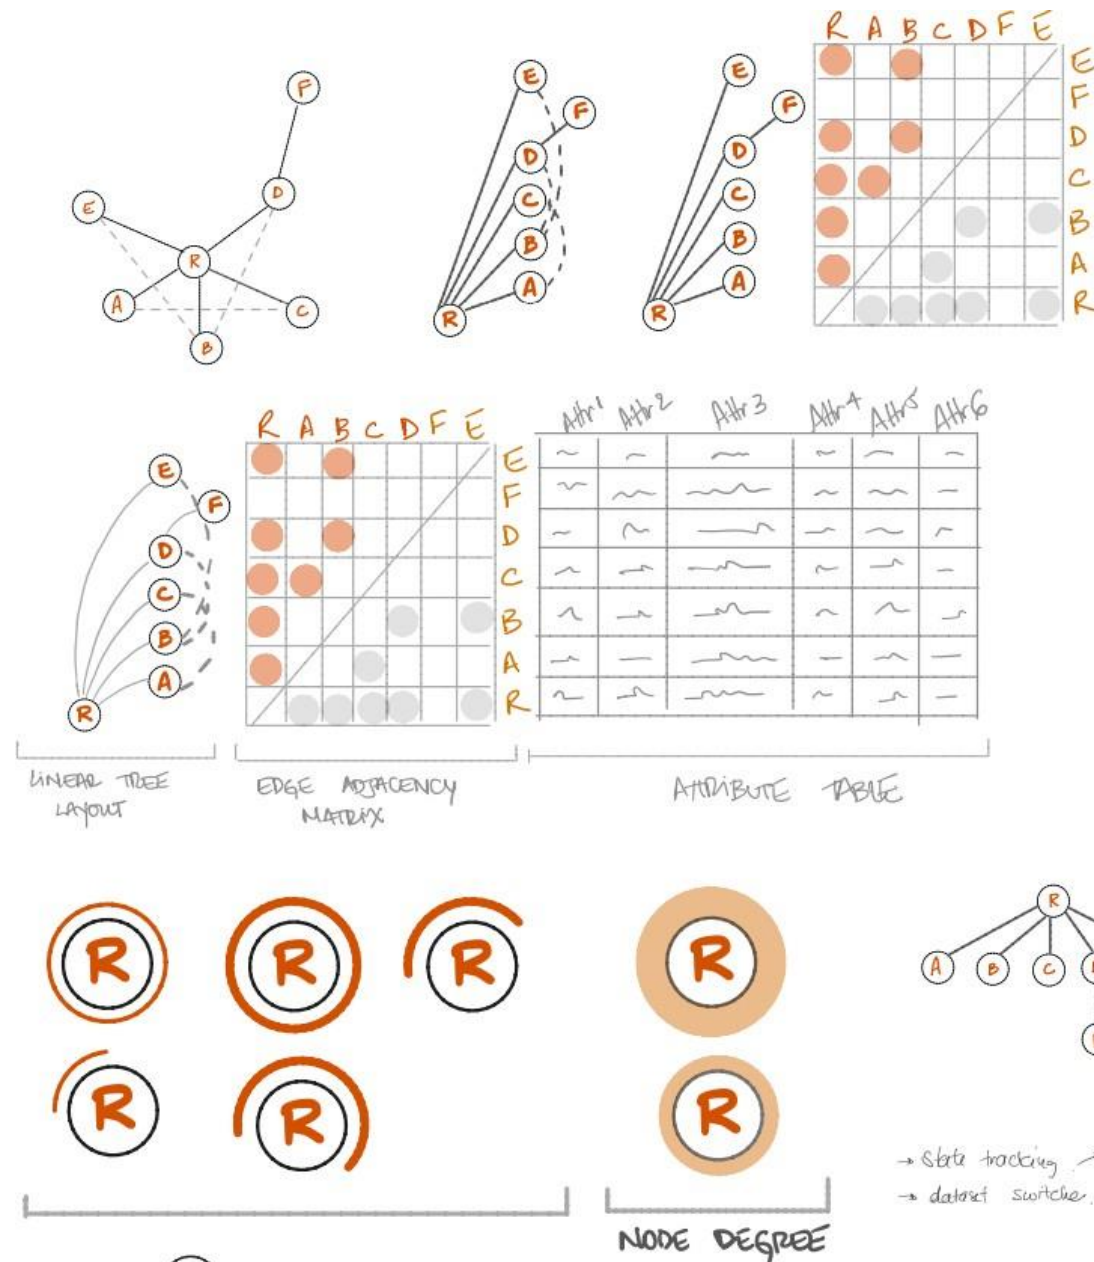 R A B C D F E
F
E
D
R
A
C
B
E
F
D
C
B
A
R
E
F
D
C
B
A
R
E
F
D
C
B
A
R
Attr1 Attr2 Attr3 Attr4 Attr5 Attr6
R A B C D F E
E
F
D
C
B
A
R
E
F
D
C
B
A
R
LINEAR TREE
LAYOUT
EDGE ADJACENCY
MATRIX
ATTRIBUTE TABLE
R R R R
R R R
R
A B C
NODE DEGREE
→ state tracking
→ dataset switche.